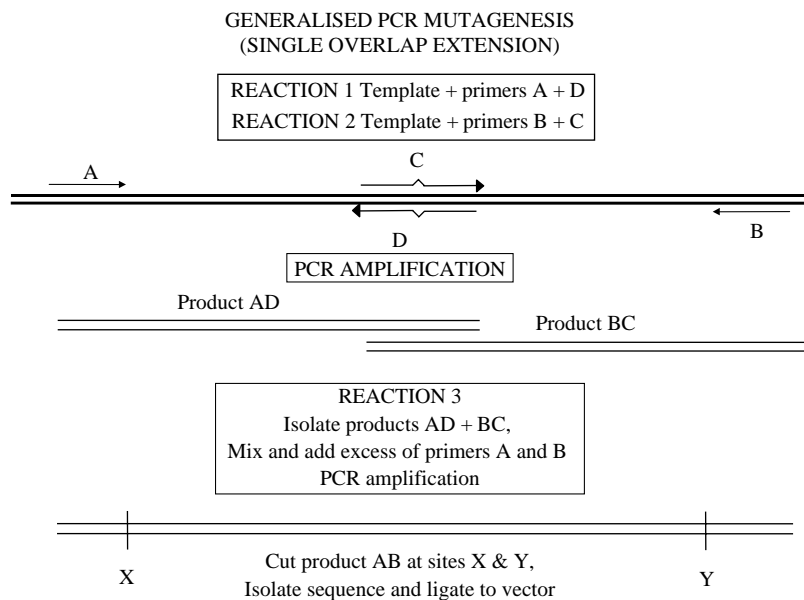 GENERALISED PCR MUTAGENESIS
(SINGLE OVERLAP EXTENSION)
REACTION 1 Template + primers A + D
REACTION 2 Template + primers B + C
A
C
D
B
PCR AMPLIFICATION
Product AD
Product BC
REACTION 3
Isolate products AD + BC,
Mix and add excess of primers A and B
PCR amplification
X
Cut product AB at sites X & Y,
Isolate sequence and ligate to vector
Y